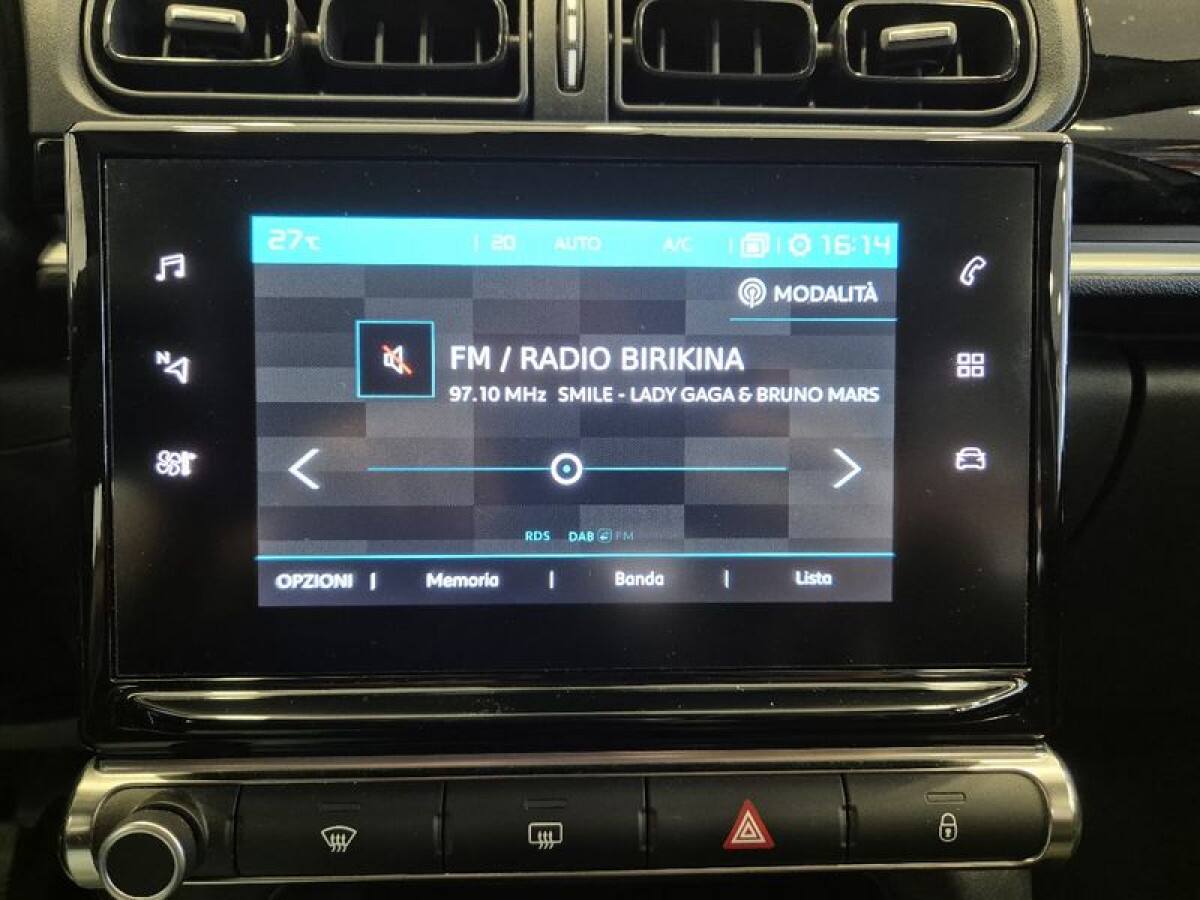 27°C | 20 AUTO A/C | | 16:14
MODALITÀ
FM / RADIO BIRIKINA
97.10 MHz SMILE - LADY GAGA & BRUNO MARS
N
RDS DAB FM
OPZIONI | Memoria | Banda | Lista